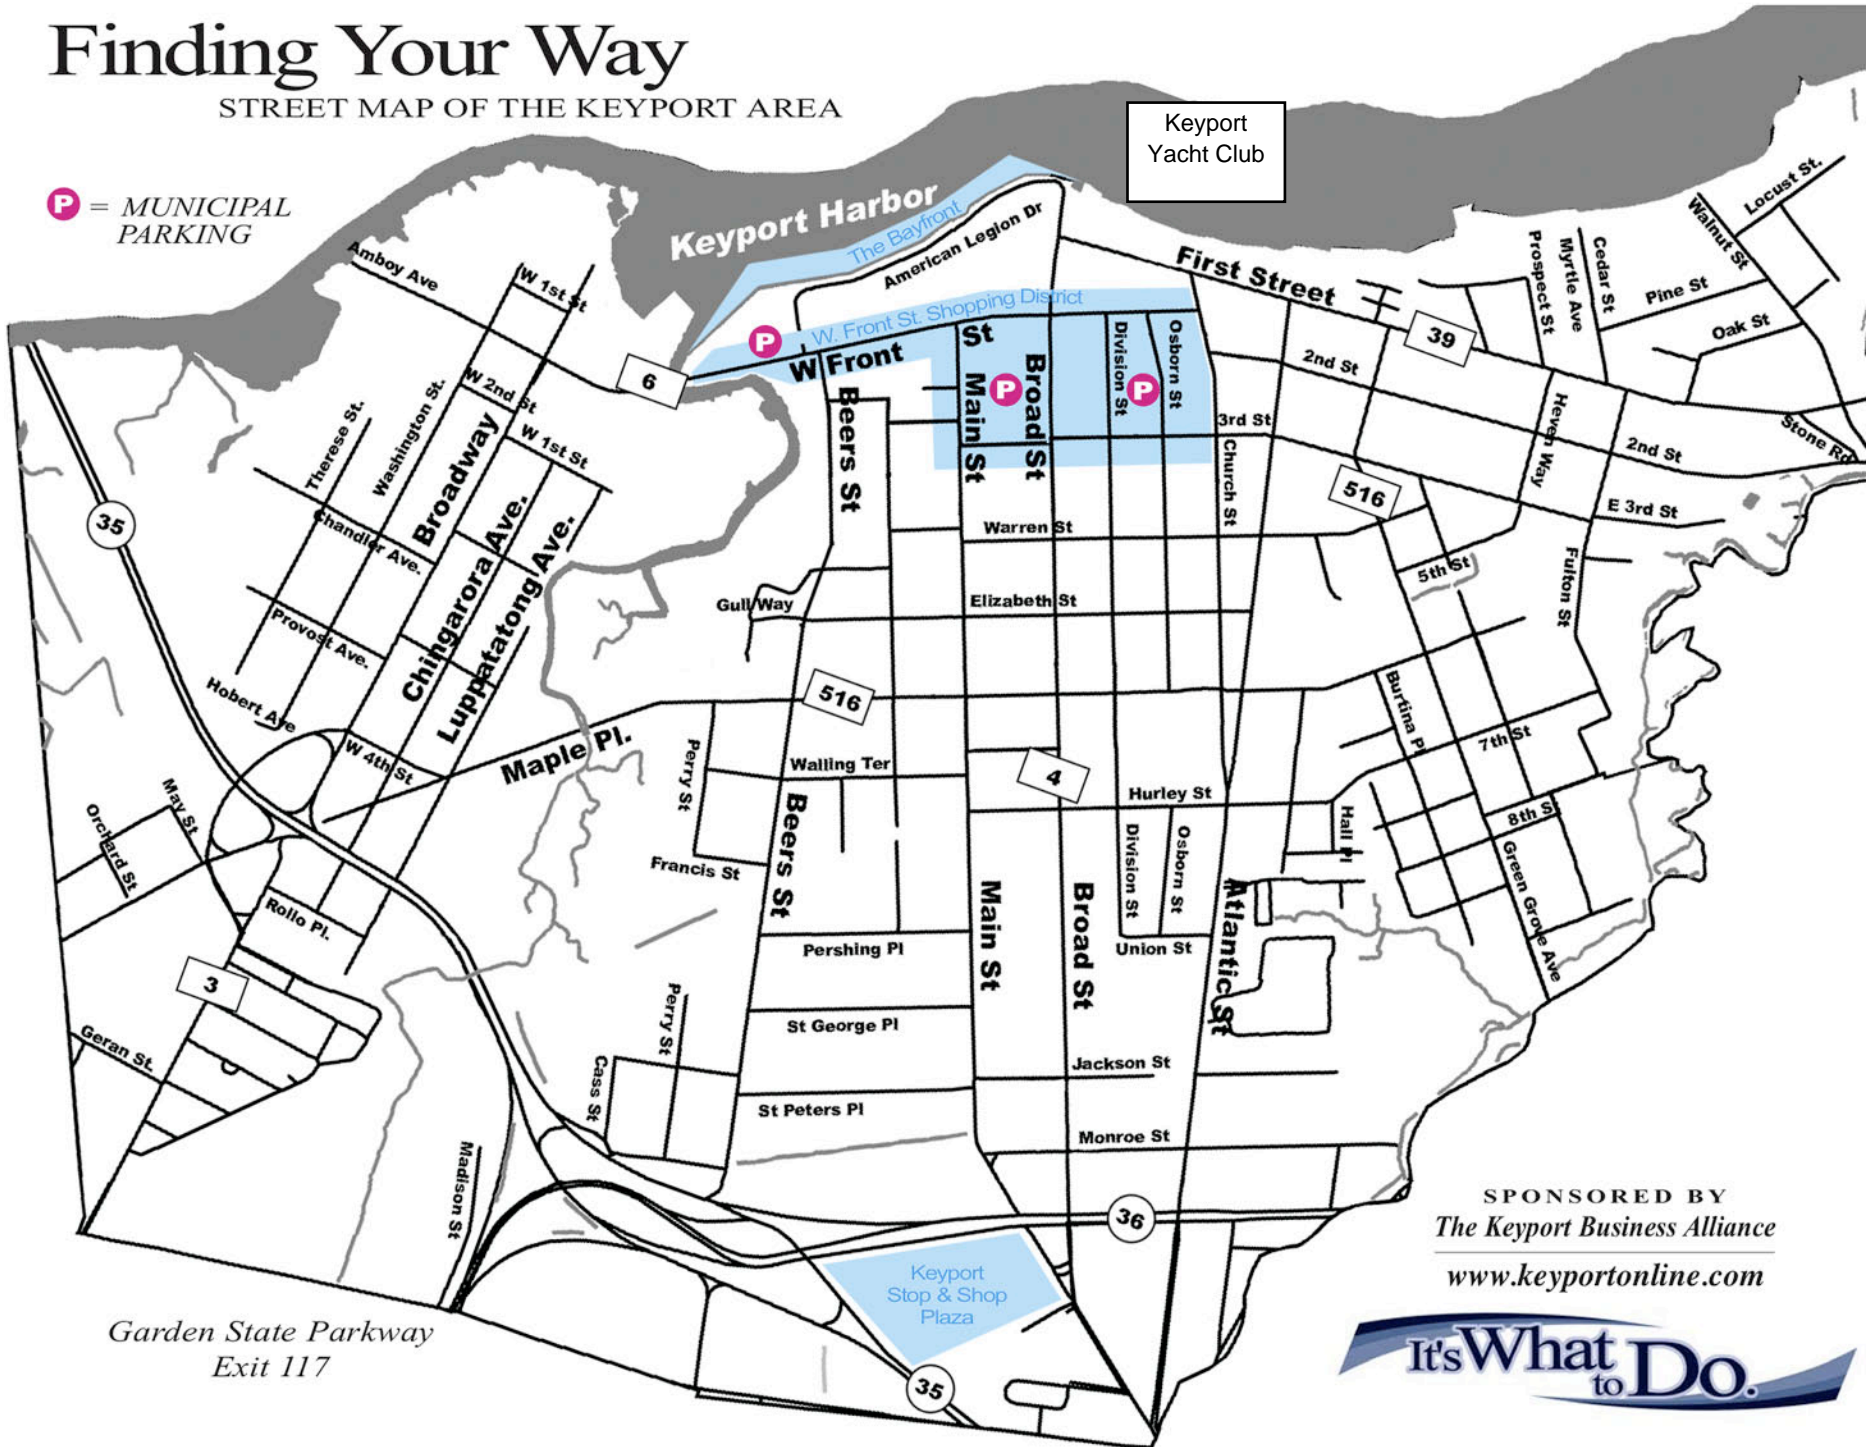 Finding Your Way
STREET MAP OF THE KEYPORT AREA
P = MUNICIPAL
PARKING
Keyport
Yacht Club
Keyport Harbor
The Bayfront
American Legion Dr
W. Front St. Shopping District
P
W Front St
First Street
Amboy Ave
W 1st St
W 2nd St
W 1st St
Therese St.
Washington St.
Broadway
Chingarora Ave.
Luppatatong Ave.
Chandler Ave.
Provost Ave.
Hobert Ave
W 4th St
Maple Pl.
6
35
Beers St
Main St
P
Broad St
Main St
Division St
P
Osborn St
3rd St
Church St
2nd St
39
Prospect St
Myrtle Ave
Cedar St
Walnut St
Locust St.
Pine St
Oak St
Stone Rd
Heven Way
2nd St
E 3rd St
516
5th St
Fulton St
Warren St
Gull Way
Elizabeth St
516
Burtina Pl
7th St
8th S
Green Grove Ave
Perry St
Walling Ter
4
Hurley St
Hall Pl
Francis St
Beers St
Main St
Broad St
Division St
Osborn St
Atlantic St
Pershing Pl
Union St
St George Pl
Jackson St
St Peters Pl
Monroe St
Perry St
Cass St
May St
Orchard St
Rollo Pl.
3
Geran St.
Madison St
36
Keyport
Stop & Shop
Plaza
35
Garden State Parkway
Exit 117
SPONSORED BY
The Keyport Business Alliance
www.keyportonline.com
It's What
to Do.